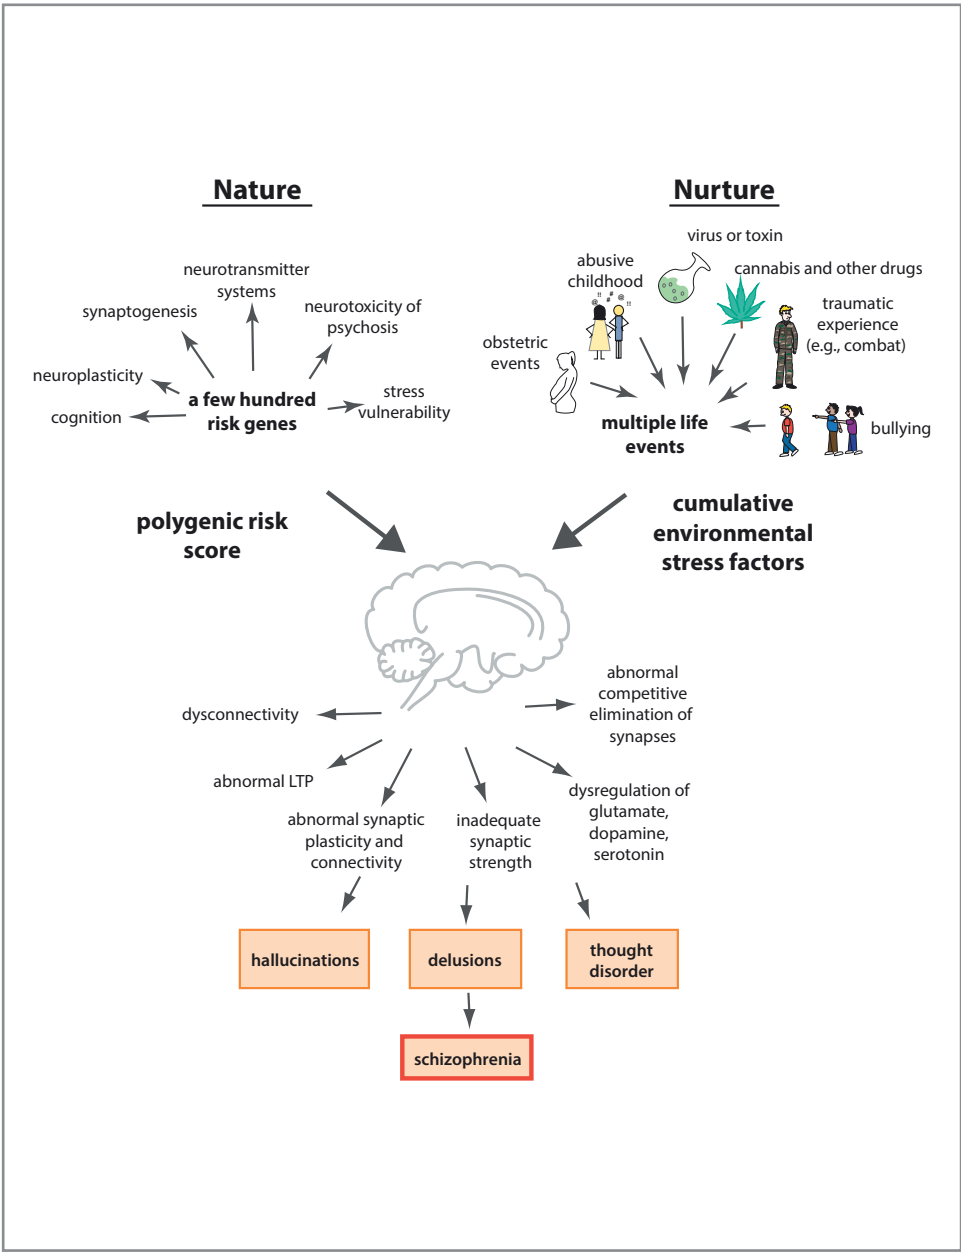 Nature
Nurture
neurotransmitter
systems
synaptogenesis
neurotoxicity of
psychosis
neuroplasticity
cognition
a few hundred
risk genes
stress
vulnerability
virus or toxin
abusive
childhood
cannabis and other drugs
traumatic
experience
(e.g., combat)
obstetric
events
!! # @
@ # !!
multiple life
events
bullying
polygenic risk
score
cumulative
environmental
stress factors
abnormal
competitive
elimination of
synapses
dysconnectivity
abnormal LTP
abnormal synaptic
plasticity and
connectivity
inadequate
synaptic
strength
dysregulation of
glutamate,
dopamine,
serotonin
hallucinations
delusions
thought
disorder
schizophrenia